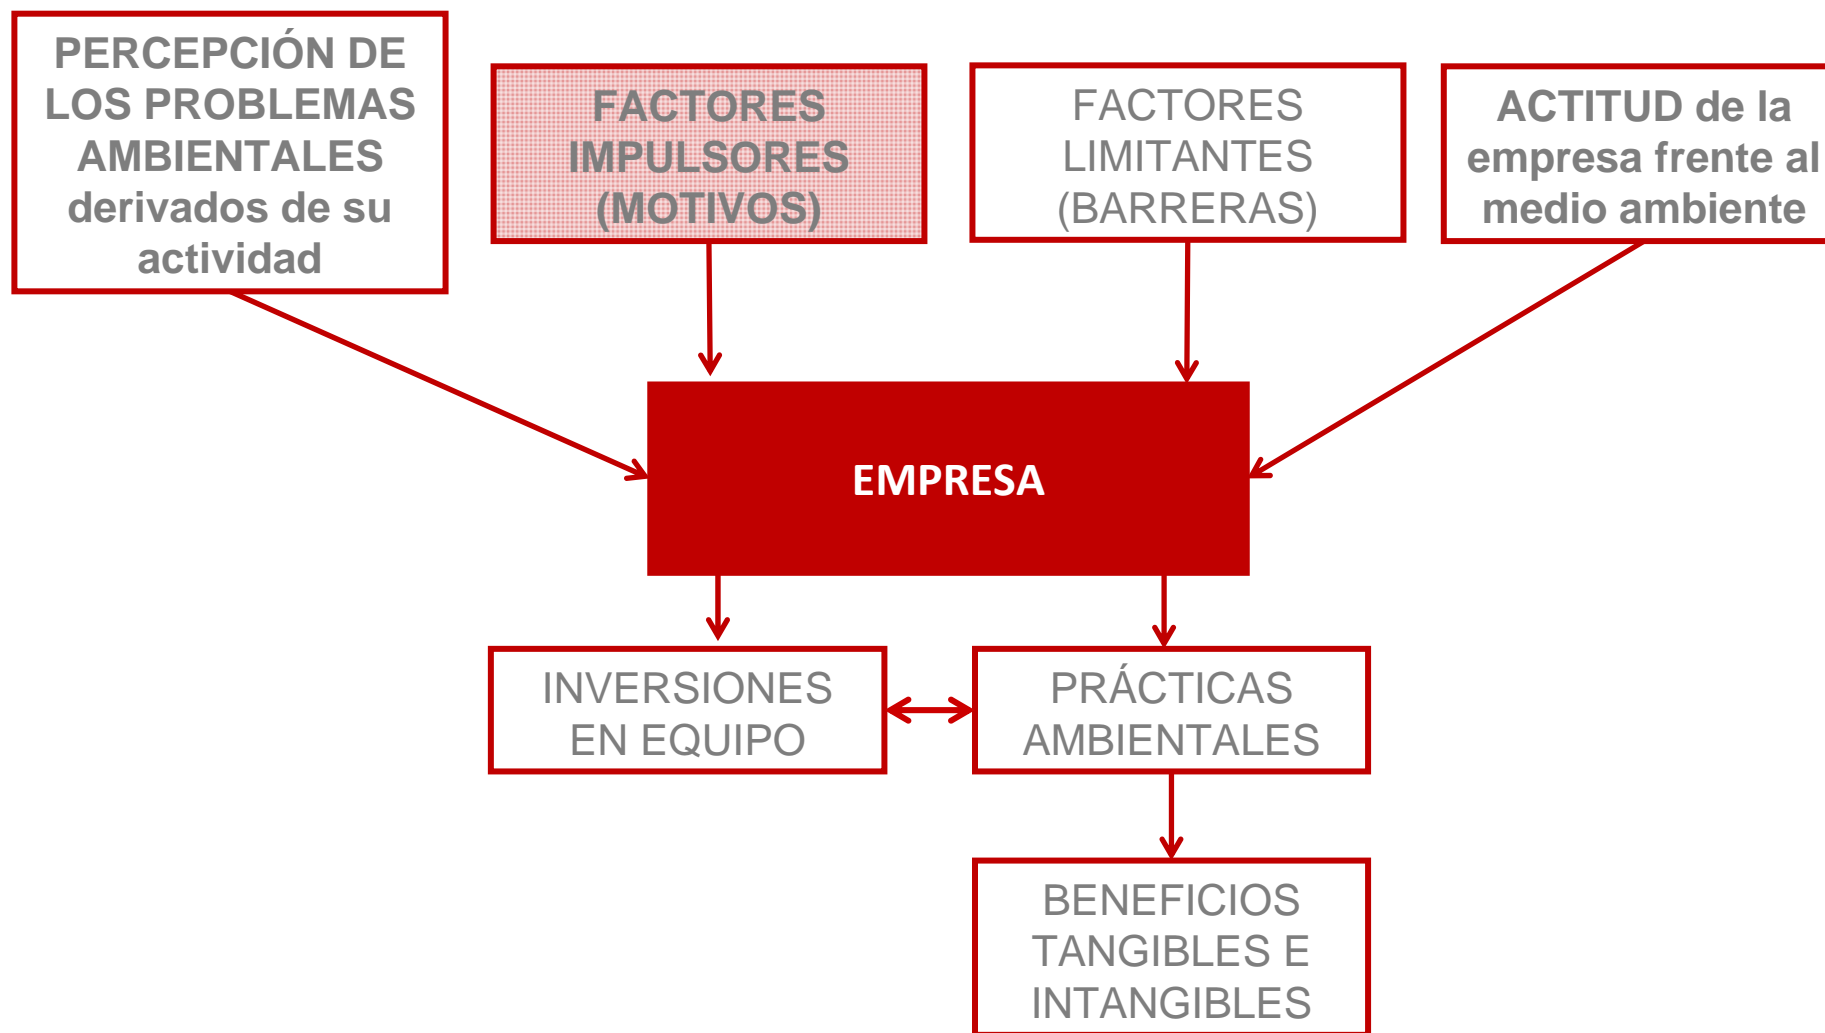 PERCEPCIÓN DE
LOS PROBLEMAS
AMBIENTALES
derivados de su
actividad
FACTORES
IMPULSORES
(MOTIVOS)
FACTORES
LIMITANTES
(BARRERAS)
ACTITUD de la
empresa frente al
medio ambiente
EMPRESA
INVERSIONES
EN EQUIPO
PRÁCTICAS
AMBIENTALES
BENEFICIOS
TANGIBLES E
INTANGIBLES